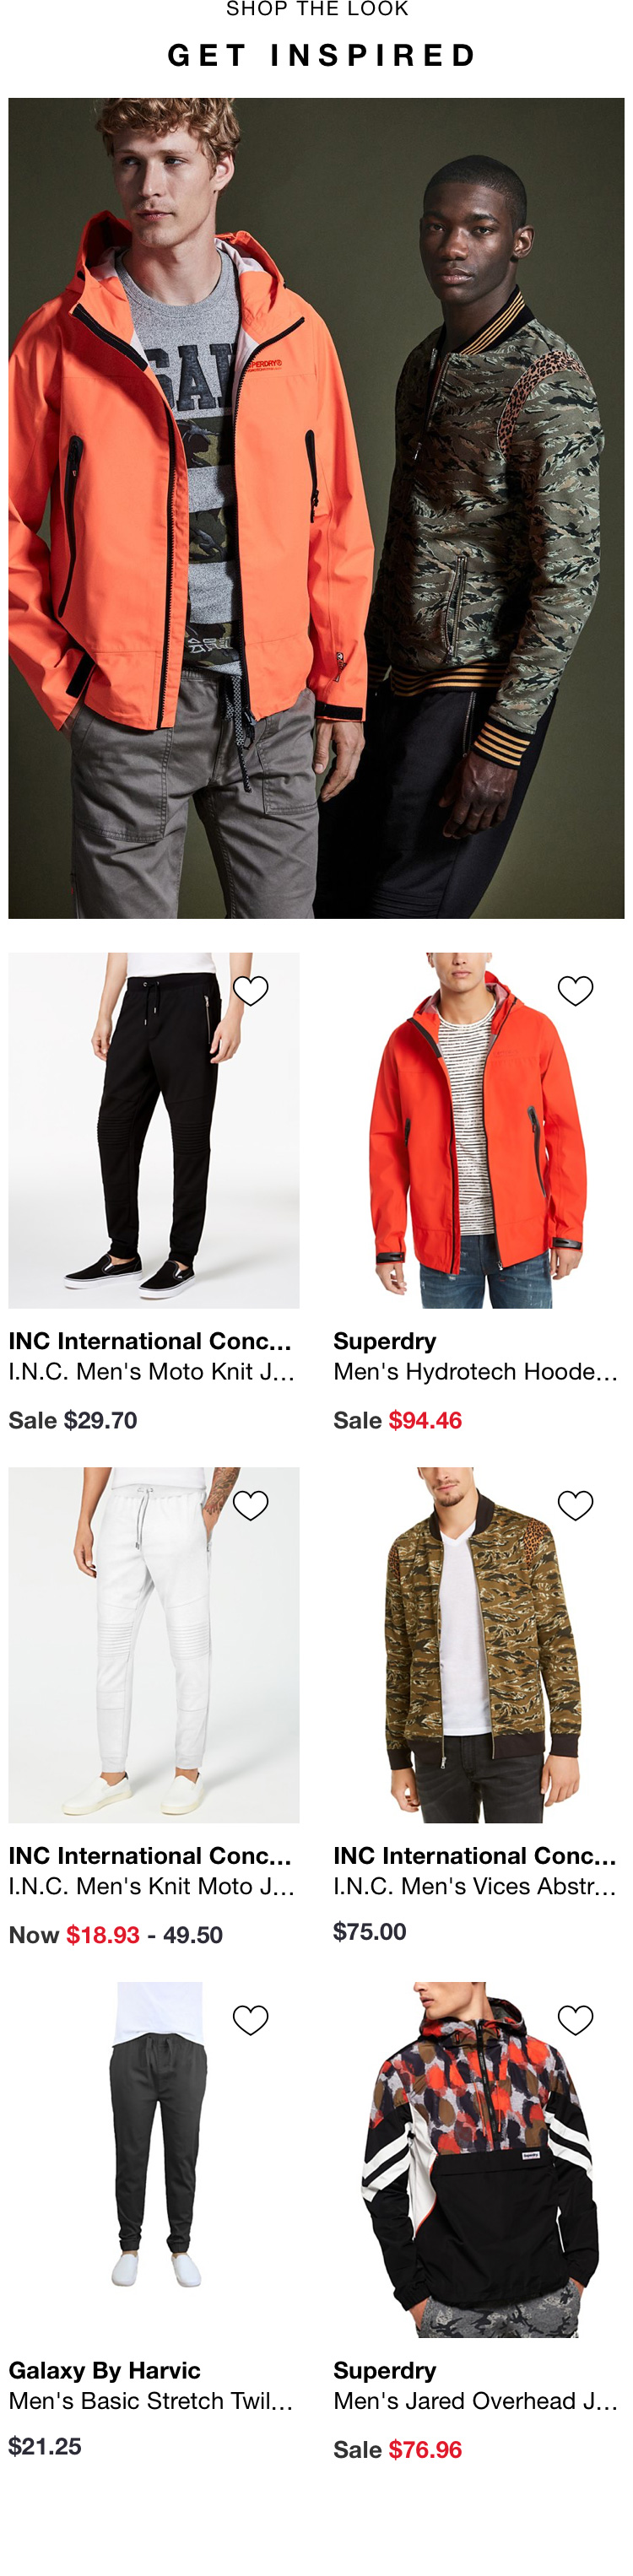 SHOP THE LOOK
GET INSPIRED
PERDRY®
INC International Conc...
I.N.C. Men's Moto Knit J...
Sale $29.70
Superdry
Men's Hydrotech Hoode...
Sale $94.46
INC International Conc...
I.N.C. Men's Knit Moto J...
Now $18.93 - 49.50
INC International Conc...
I.N.C. Men's Vices Abstr...
$75.00
Superdry
Galaxy By Harvic
Men's Basic Stretch Twil...
$21.25
Superdry
Men's Jared Overhead J...
Sale $76.96